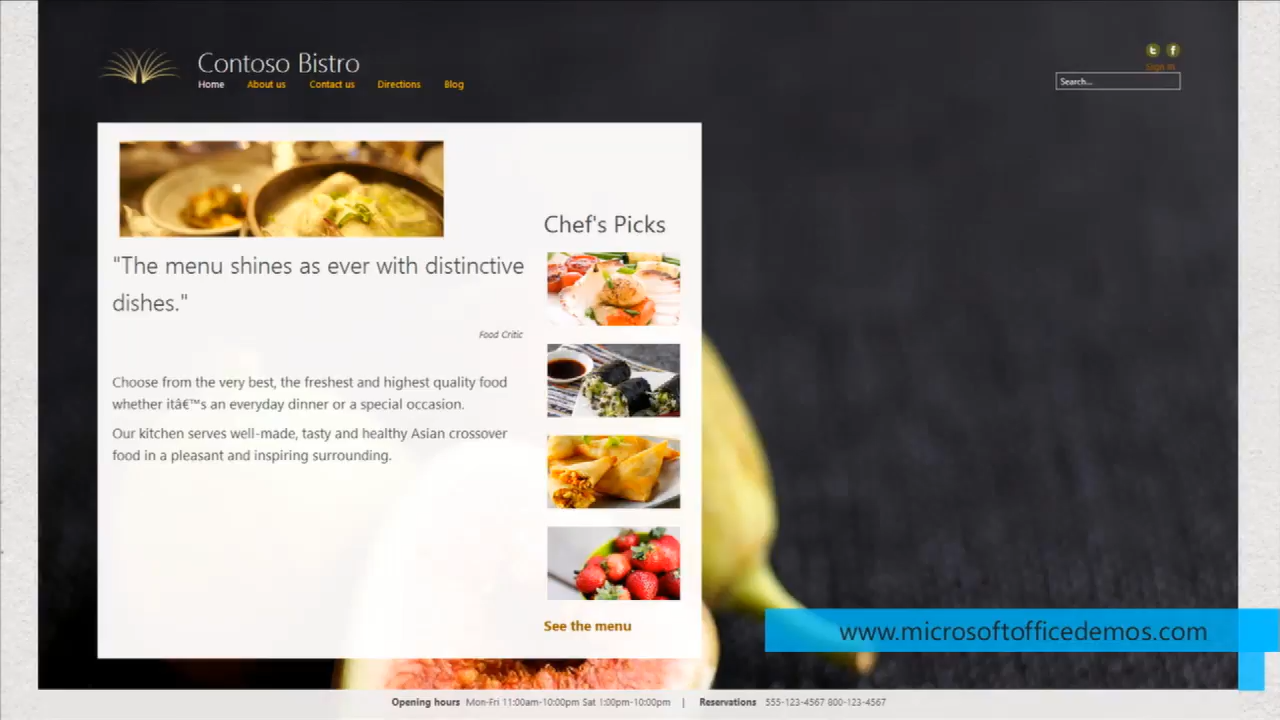 Contoso Bistro
Home About us Contact us Directions Blog
Sign In
Search...
"The menu shines as ever with distinctive
dishes."
Food Critic
Choose from the very best, the freshest and highest quality food
whether itâ€™s an everyday dinner or a special occasion.
Our kitchen serves well-made, tasty and healthy Asian crossover
food in a pleasant and inspiring surrounding.
Chef's Picks
See the menu
www.microsoftofficedemos.com
Opening hours Mon-Fri 11:00am-10:00pm Sat 1:00pm-10:00pm | Reservations 555-123-4567 800-123-4567